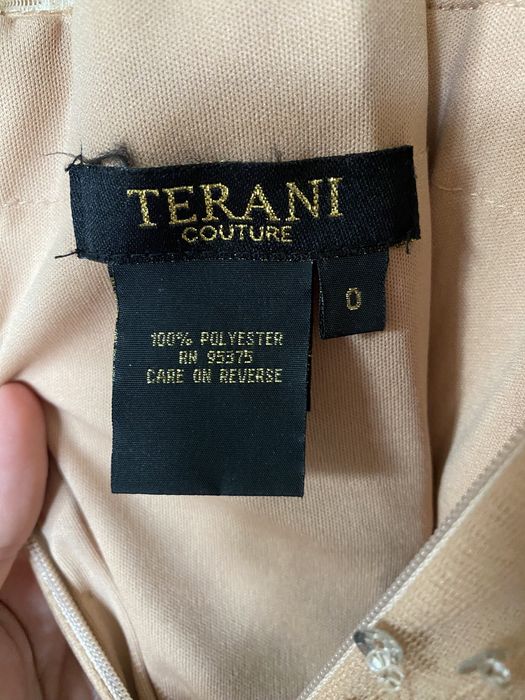 TERANI
COUTURE
0
100% POLYESTER
RN 95375
CARE ON REVERSE